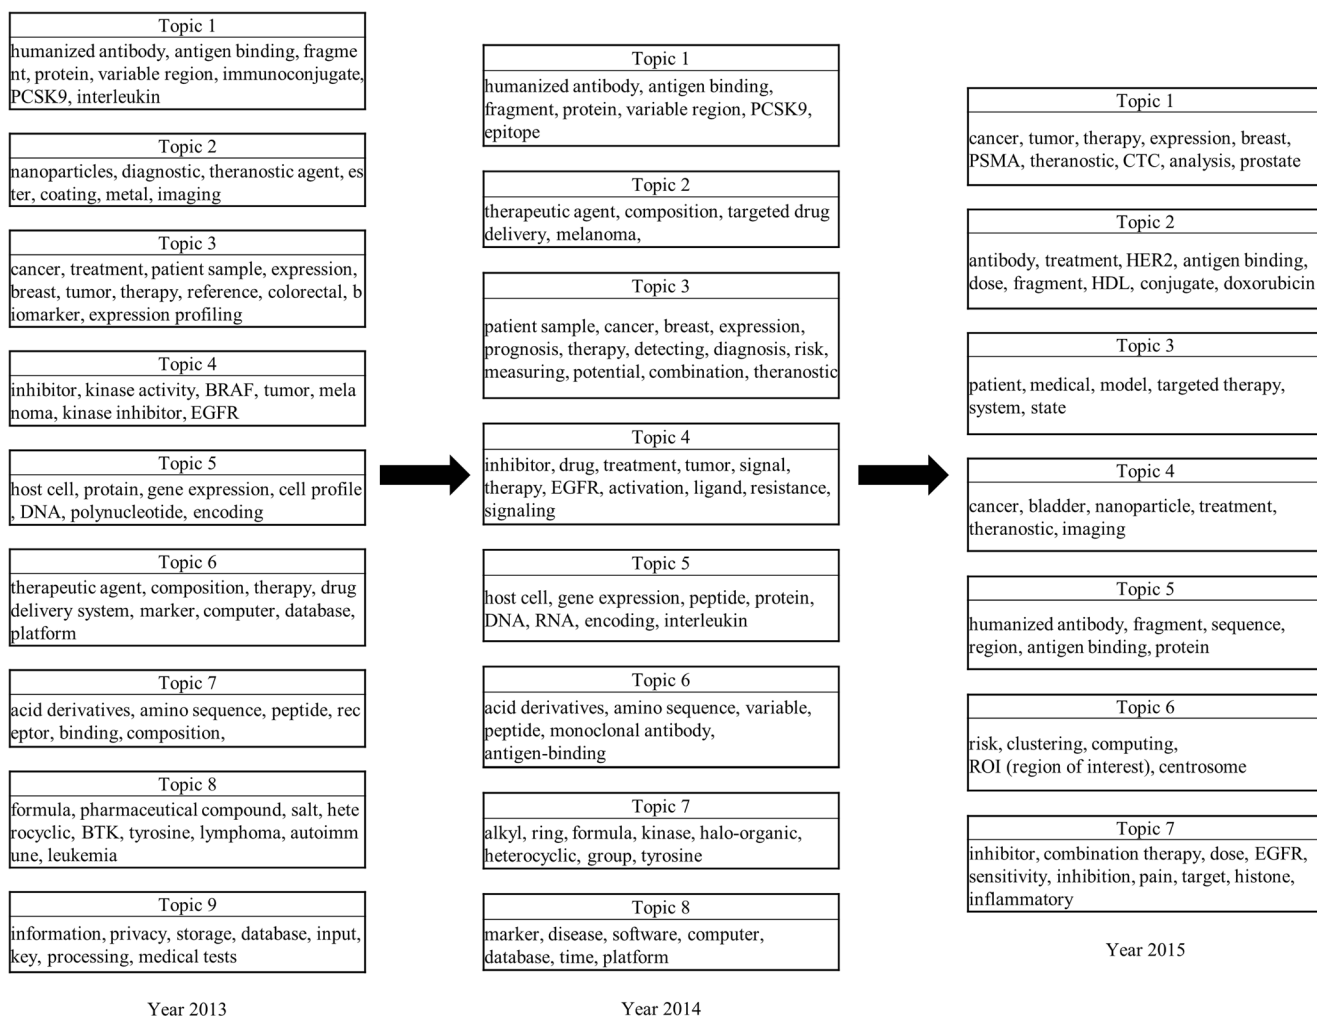 Topic 1
humanized antibody, antigen binding, fragme
nt, protein, variable region, immunoconjugate,
PCSK9, interleukin
Topic 2
nanoparticles, diagnostic, theranostic agent, es
ter, coating, metal, imaging
Topic 3
cancer, treatment, patient sample, expression,
breast, tumor, therapy, reference, colorectal, b
iomarker, expression profiling
Topic 4
inhibitor, kinase activity, BRAF, tumor, mela
noma, kinase inhibitor, EGFR
Topic 5
host cell, protain, gene expression, cell profile
, DNA, polynucleotide, encoding
Topic 6
therapeutic agent, composition, therapy, drug
delivery system, marker, computer, database,
platform
Topic 7
acid derivatives, amino sequence, peptide, rec
eptor, binding, composition,
Topic 8
formula, pharmaceutical compound, salt, hete
rocyclic, BTK, tyrosine, lymphoma, autoimm
une, leukemia
Topic 9
information, privacy, storage, database, input,
key, processing, medical tests
Year 2013
Topic 1
humanized antibody, antigen binding,
fragment, protein, variable region, PCSK9,
epitope
Topic 2
therapeutic agent, composition, targeted drug
delivery, melanoma,
Topic 3
patient sample, cancer, breast, expression,
prognosis, therapy, detecting, diagnosis, risk,
measuring, potential, combination, theranostic
Topic 4
inhibitor, drug, treatment, tumor, signal,
therapy, EGFR, activation, ligand, resistance,
signaling
Topic 5
host cell, gene expression, peptide, protein,
DNA, RNA, encoding, interleukin
Topic 6
acid derivatives, amino sequence, variable,
peptide, monoclonal antibody,
antigen-binding
Topic 7
alkyl, ring, formula, kinase, halo-organic,
heterocyclic, group, tyrosine
Topic 8
marker, disease, software, computer,
database, time, platform
Year 2014
Topic 1
cancer, tumor, therapy, expression, breast,
PSMA, theranostic, CTC, analysis, prostate
Topic 2
antibody, treatment, HER2, antigen binding,
dose, fragment, HDL, conjugate, doxorubicin
Topic 3
patient, medical, model, targeted therapy,
system, state
Topic 4
cancer, bladder, nanoparticle, treatment,
theranostic, imaging
Topic 5
humanized antibody, fragment, sequence,
region, antigen binding, protein
Topic 6
risk, clustering, computing,
ROI (region of interest), centrosome
Topic 7
inhibitor, combination therapy, dose, EGFR,
sensitivity, inhibition, pain, target, histone,
inflammatory
Year 2015